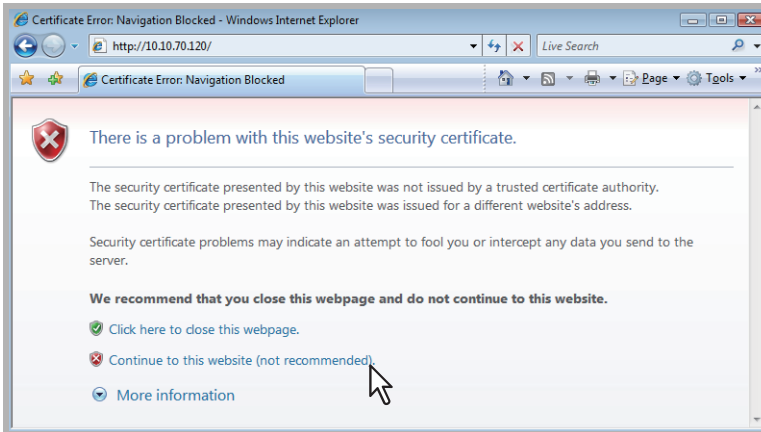 Certificate Error: Navigation Blocked - Windows Internet Explorer
http://10.10.70.120/
Live Search
Certificate Error: Navigation Blocked
Page
Tools
There is a problem with this website's security certificate.
The security certificate presented by this website was not issued by a trusted certificate authority.
The security certificate presented by this website was issued for a different website's address.
Security certificate problems may indicate an attempt to fool you or intercept any data you send to the
server.
We recommend that you close this webpage and do not continue to this website.
Click here to close this webpage.
Continue to this website (not recommended).
More information